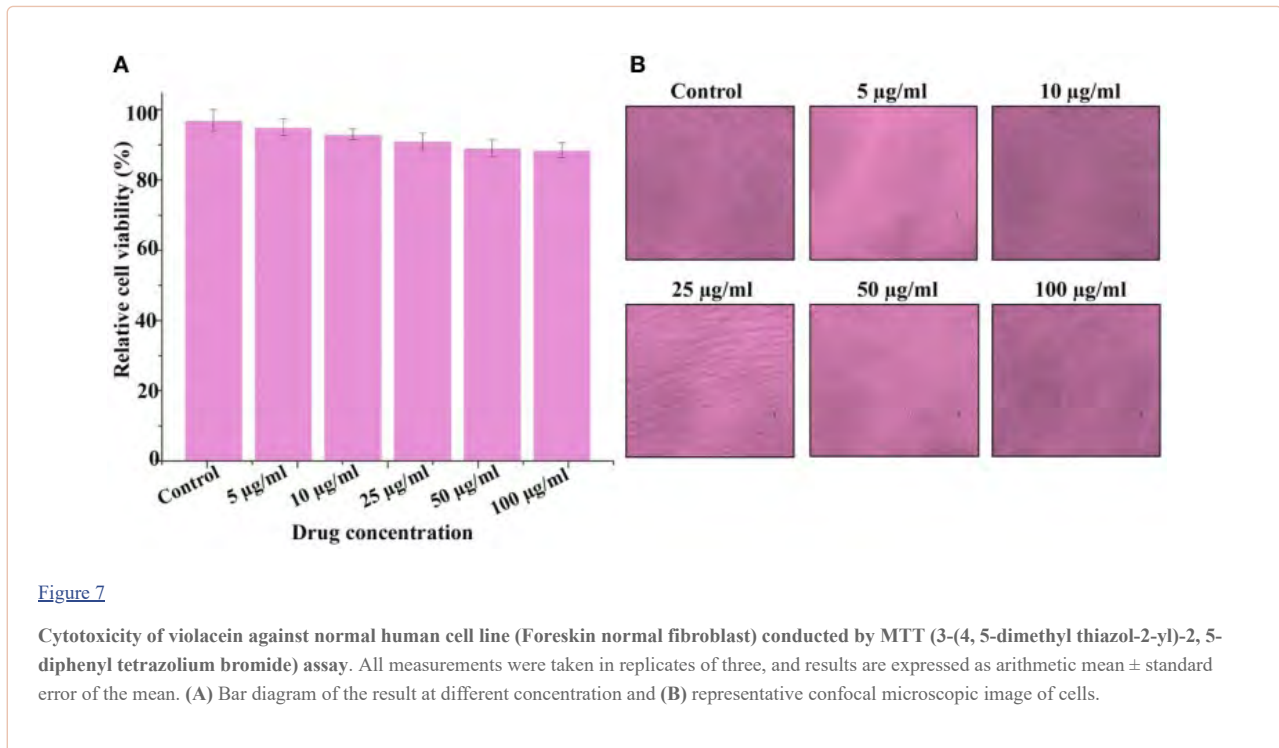 A
Relative cell viability (%)
100
80
60
40
20
0
Control
5 µg/ml
10 µg/ml
25 µg/ml
50 µg/ml
100 µg/ml
Drug concentration
B
Control
5 µg/ml
10 µg/ml
25 µg/ml
50 µg/ml
100 µg/ml
Figure 7
Cytotoxicity of violacein against normal human cell line (Foreskin normal fibroblast) conducted by MTT (3-(4, 5-dimethyl thiazol-2-yl)-2, 5-
diphenyl tetrazolium bromide) assay. All measurements were taken in replicates of three, and results are expressed as arithmetic mean ± standard
error of the mean. (A) Bar diagram of the result at different concentration and (B) representative confocal microscopic image of cells.